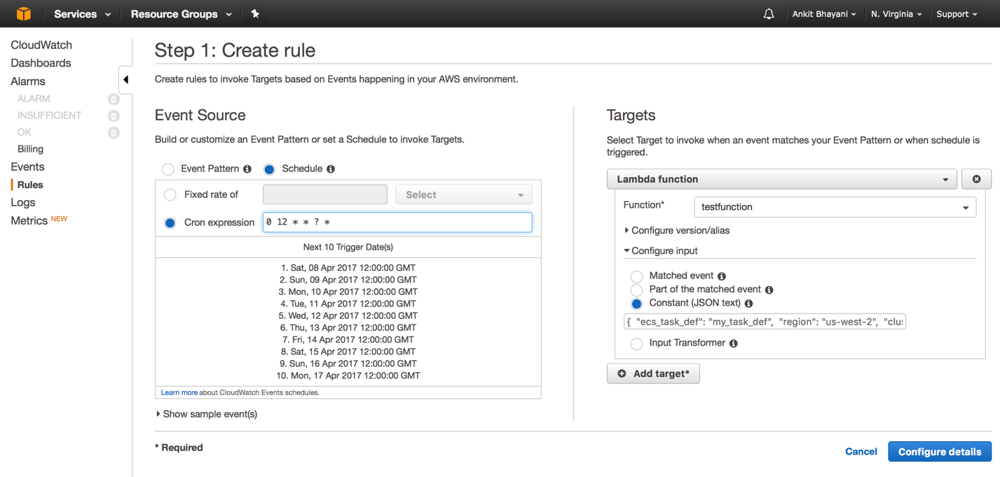 Services Resource Groups Ankit Bhayani N. Virginia Support
CloudWatch
Dashboards
Alarms
ALARM 0
INSUFFICIENT 0
OK 0
Billing
Events
Rules
Logs
Metrics NEW
Step 1: Create rule
Create rules to invoke Targets based on Events happening in your AWS environment.
Event Source
Build or customize an Event Pattern or set a Schedule to invoke Targets.
Event Pattern Schedule
Fixed rate of Select
Cron expression 0 12 * * ? *
Next 10 Trigger Date(s)
1. Sat, 08 Apr 2017 12:00:00 GMT
2. Sun, 09 Apr 2017 12:00:00 GMT
3. Mon, 10 Apr 2017 12:00:00 GMT
4. Tue, 11 Apr 2017 12:00:00 GMT
5. Wed, 12 Apr 2017 12:00:00 GMT
6. Thu, 13 Apr 2017 12:00:00 GMT
7. Fri, 14 Apr 2017 12:00:00 GMT
8. Sat, 15 Apr 2017 12:00:00 GMT
9. Sun, 16 Apr 2017 12:00:00 GMT
10. Mon, 17 Apr 2017 12:00:00 GMT
Learn more about CloudWatch Events schedules.
Show sample event(s)
Targets
Select Target to invoke when an event matches your Event Pattern or when schedule is
triggered.
Lambda function
Function* testfunction
Configure version/alias
Configure input
Matched event
Part of the matched event
Constant (JSON text)
{ "ecs_task_def": "my_task_def", "region": "us-west-2", "clu
Input Transformer
Add target*
* Required
Cancel Configure details